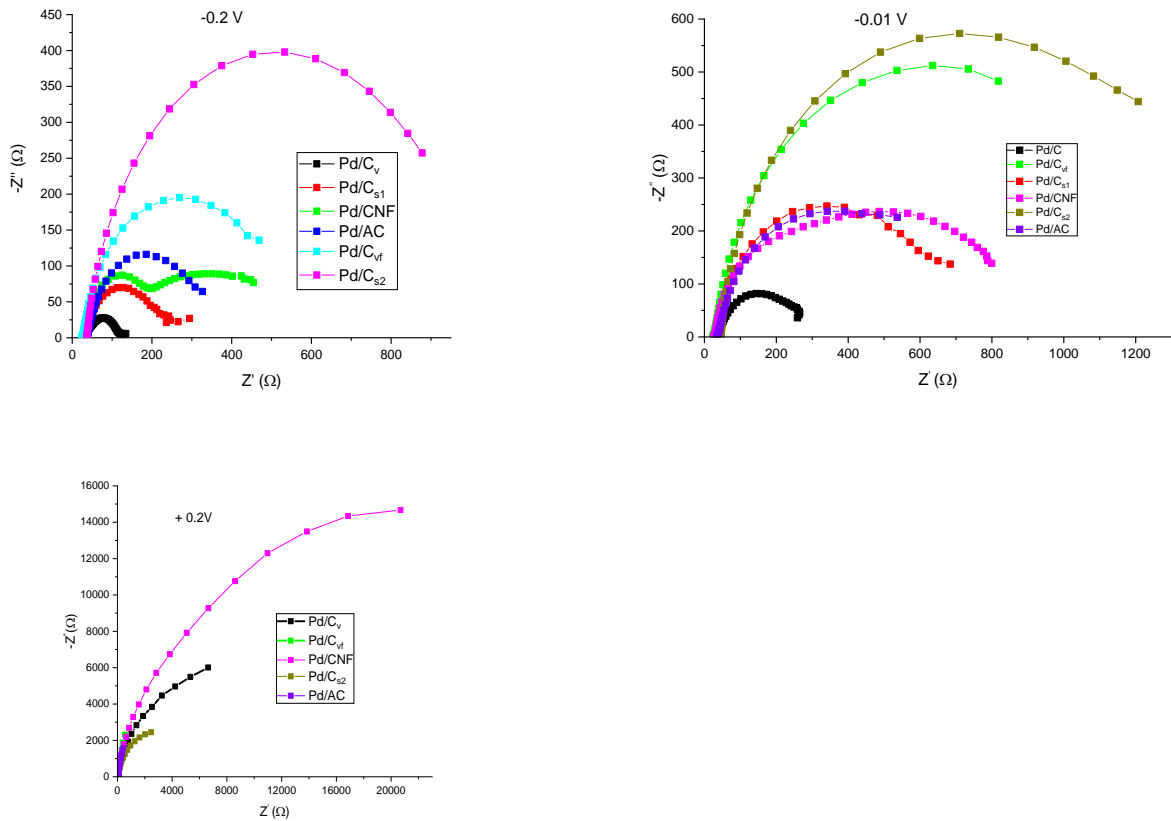 -0.2 V
450
400
350
300
250
200
150
100
50
0
-Z'' (Ω)
Pd/Cv
Pd/Cs1
Pd/CNF
Pd/AC
Pd/Cvf
Pd/Cs2
0 200 400 600 800
Z' (Ω)
-0.01 V
600
500
400
300
200
100
0
-Z'' (Ω)
Pd/C
Pd/Cvf
Pd/Cs1
Pd/CNF
Pd/Cs2
Pd/AC
0 200 400 600 800 1000 1200
Z' (Ω)
+ 0.2V
16000
14000
12000
10000
8000
6000
4000
2000
0
-Z'' (Ω)
Pd/Cv
Pd/Cvf
Pd/CNF
Pd/Cs2
Pd/AC
0 4000 8000 12000 16000 20000
Z' (Ω)